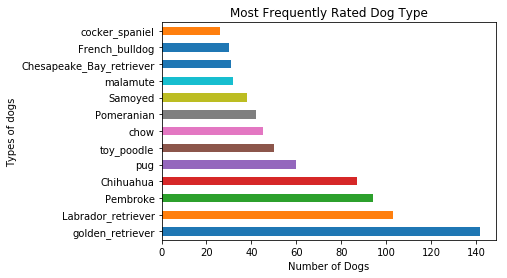 Most Frequently Rated Dog Type
Types of dogs
cocker_spaniel
French_bulldog
Chesapeake_Bay_retriever
malamute
Samoyed
Pomeranian
chow
toy_poodle
pug
Chihuahua
Pembroke
Labrador_retriever
golden_retriever
0 20 40 60 80 100 120 140
Number of Dogs